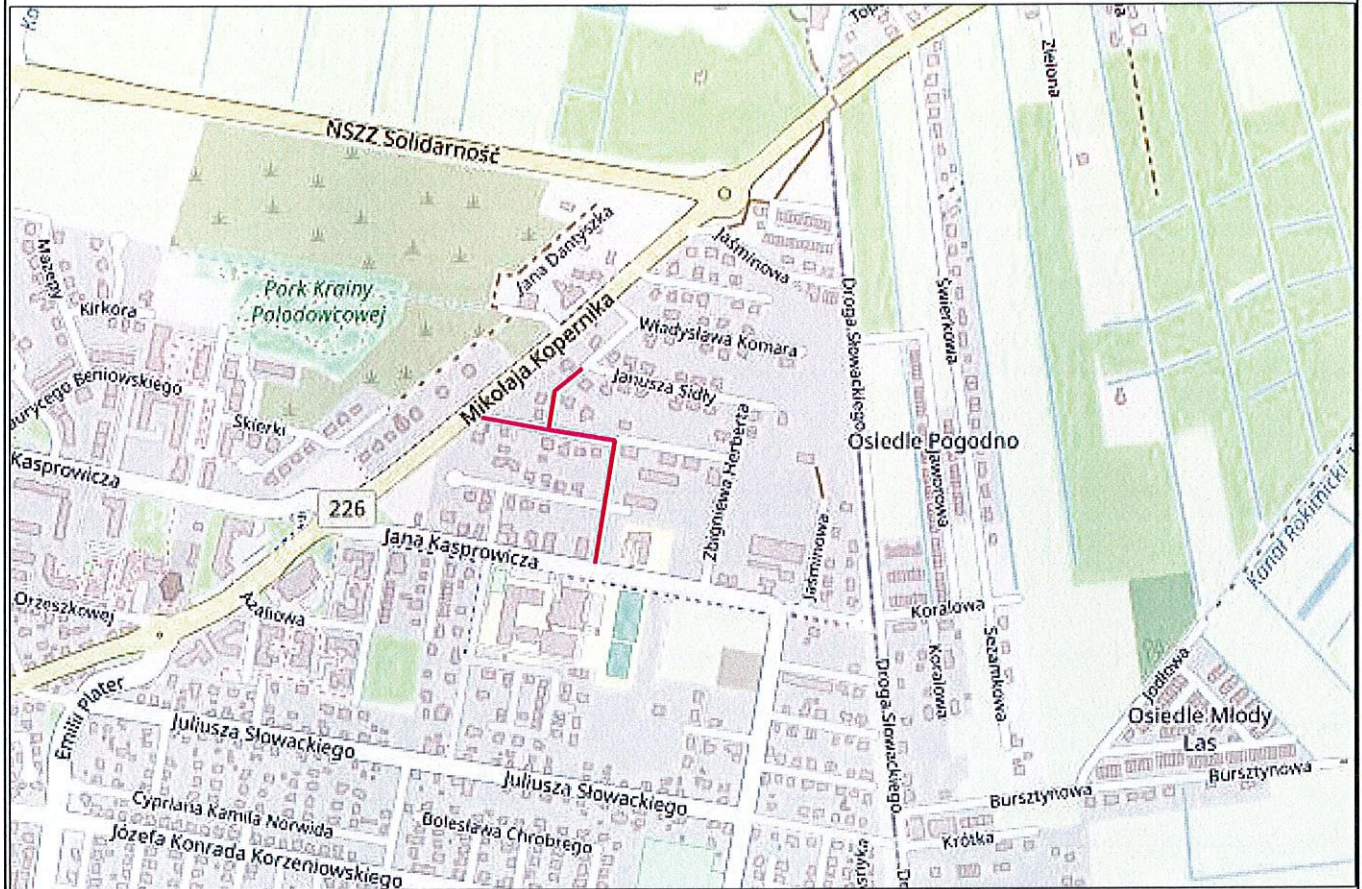 NSZZ Solidarność
Zielona
Mazepy
Kirkora
Park Krainy
Polodowcowej
Jana Dantyszka
Jaśminowa
Droga Słowackiego
Świerkowa
Mikołaja Kopernika
Władysława Komara
Janusza Sidły
Beniowskiego
Skierki
Zbigniewa Herberta
Osiedle Pogodno
Jaworowa
Kasprowicza
226
Jana Kasprowicza
Jaśminowa
Kanał Rokitnicki
Orzeszkowej
Azaliowa
Koralowa
Koralowa
Sezamkowa
Jodłowa
Emilii Plater
Juliusza Słowackiego
Juliusza Słowackiego
Droga Słowackiego
Osiedle Młody
Las
Bursztynowa
Bursztynowa
Cypriana Kamila Norwida
Bolesława Chrobrego
Józefa Konrada Korzeniowskiego
Krótka